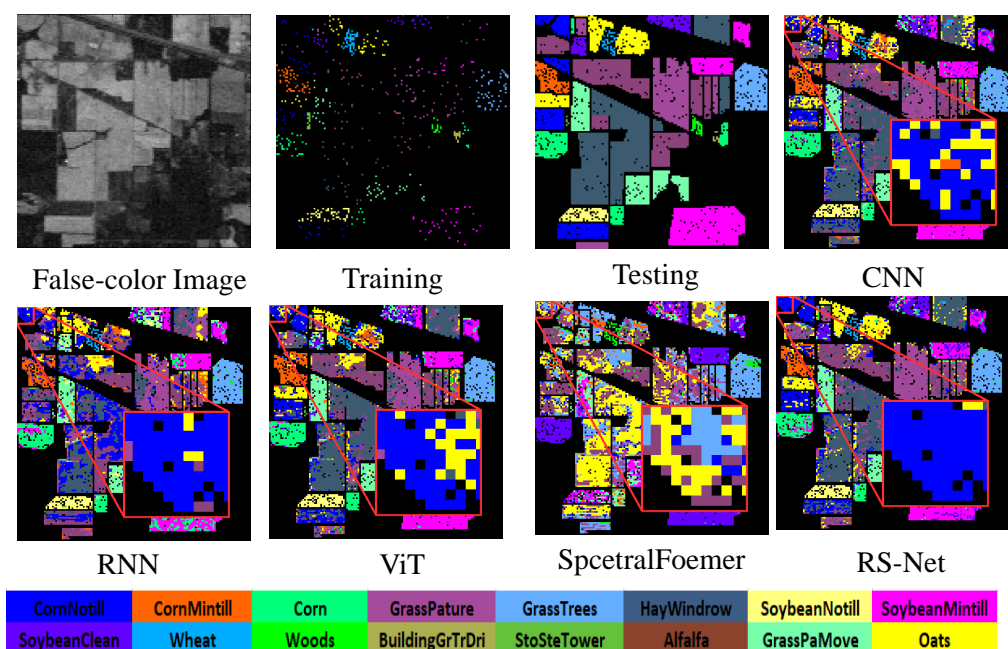 False-color Image Training Testing CNN
RNN ViT SpcetralFoemer RS-Net
CornNotill CornMintill Corn GrassPature GrassTrees HayWindrow SoybeanNotill SoybeanMintill
SoybeanClean Wheat Woods BuildingGrTrDri StoSteTower Alfalfa GrassPaMove Oats